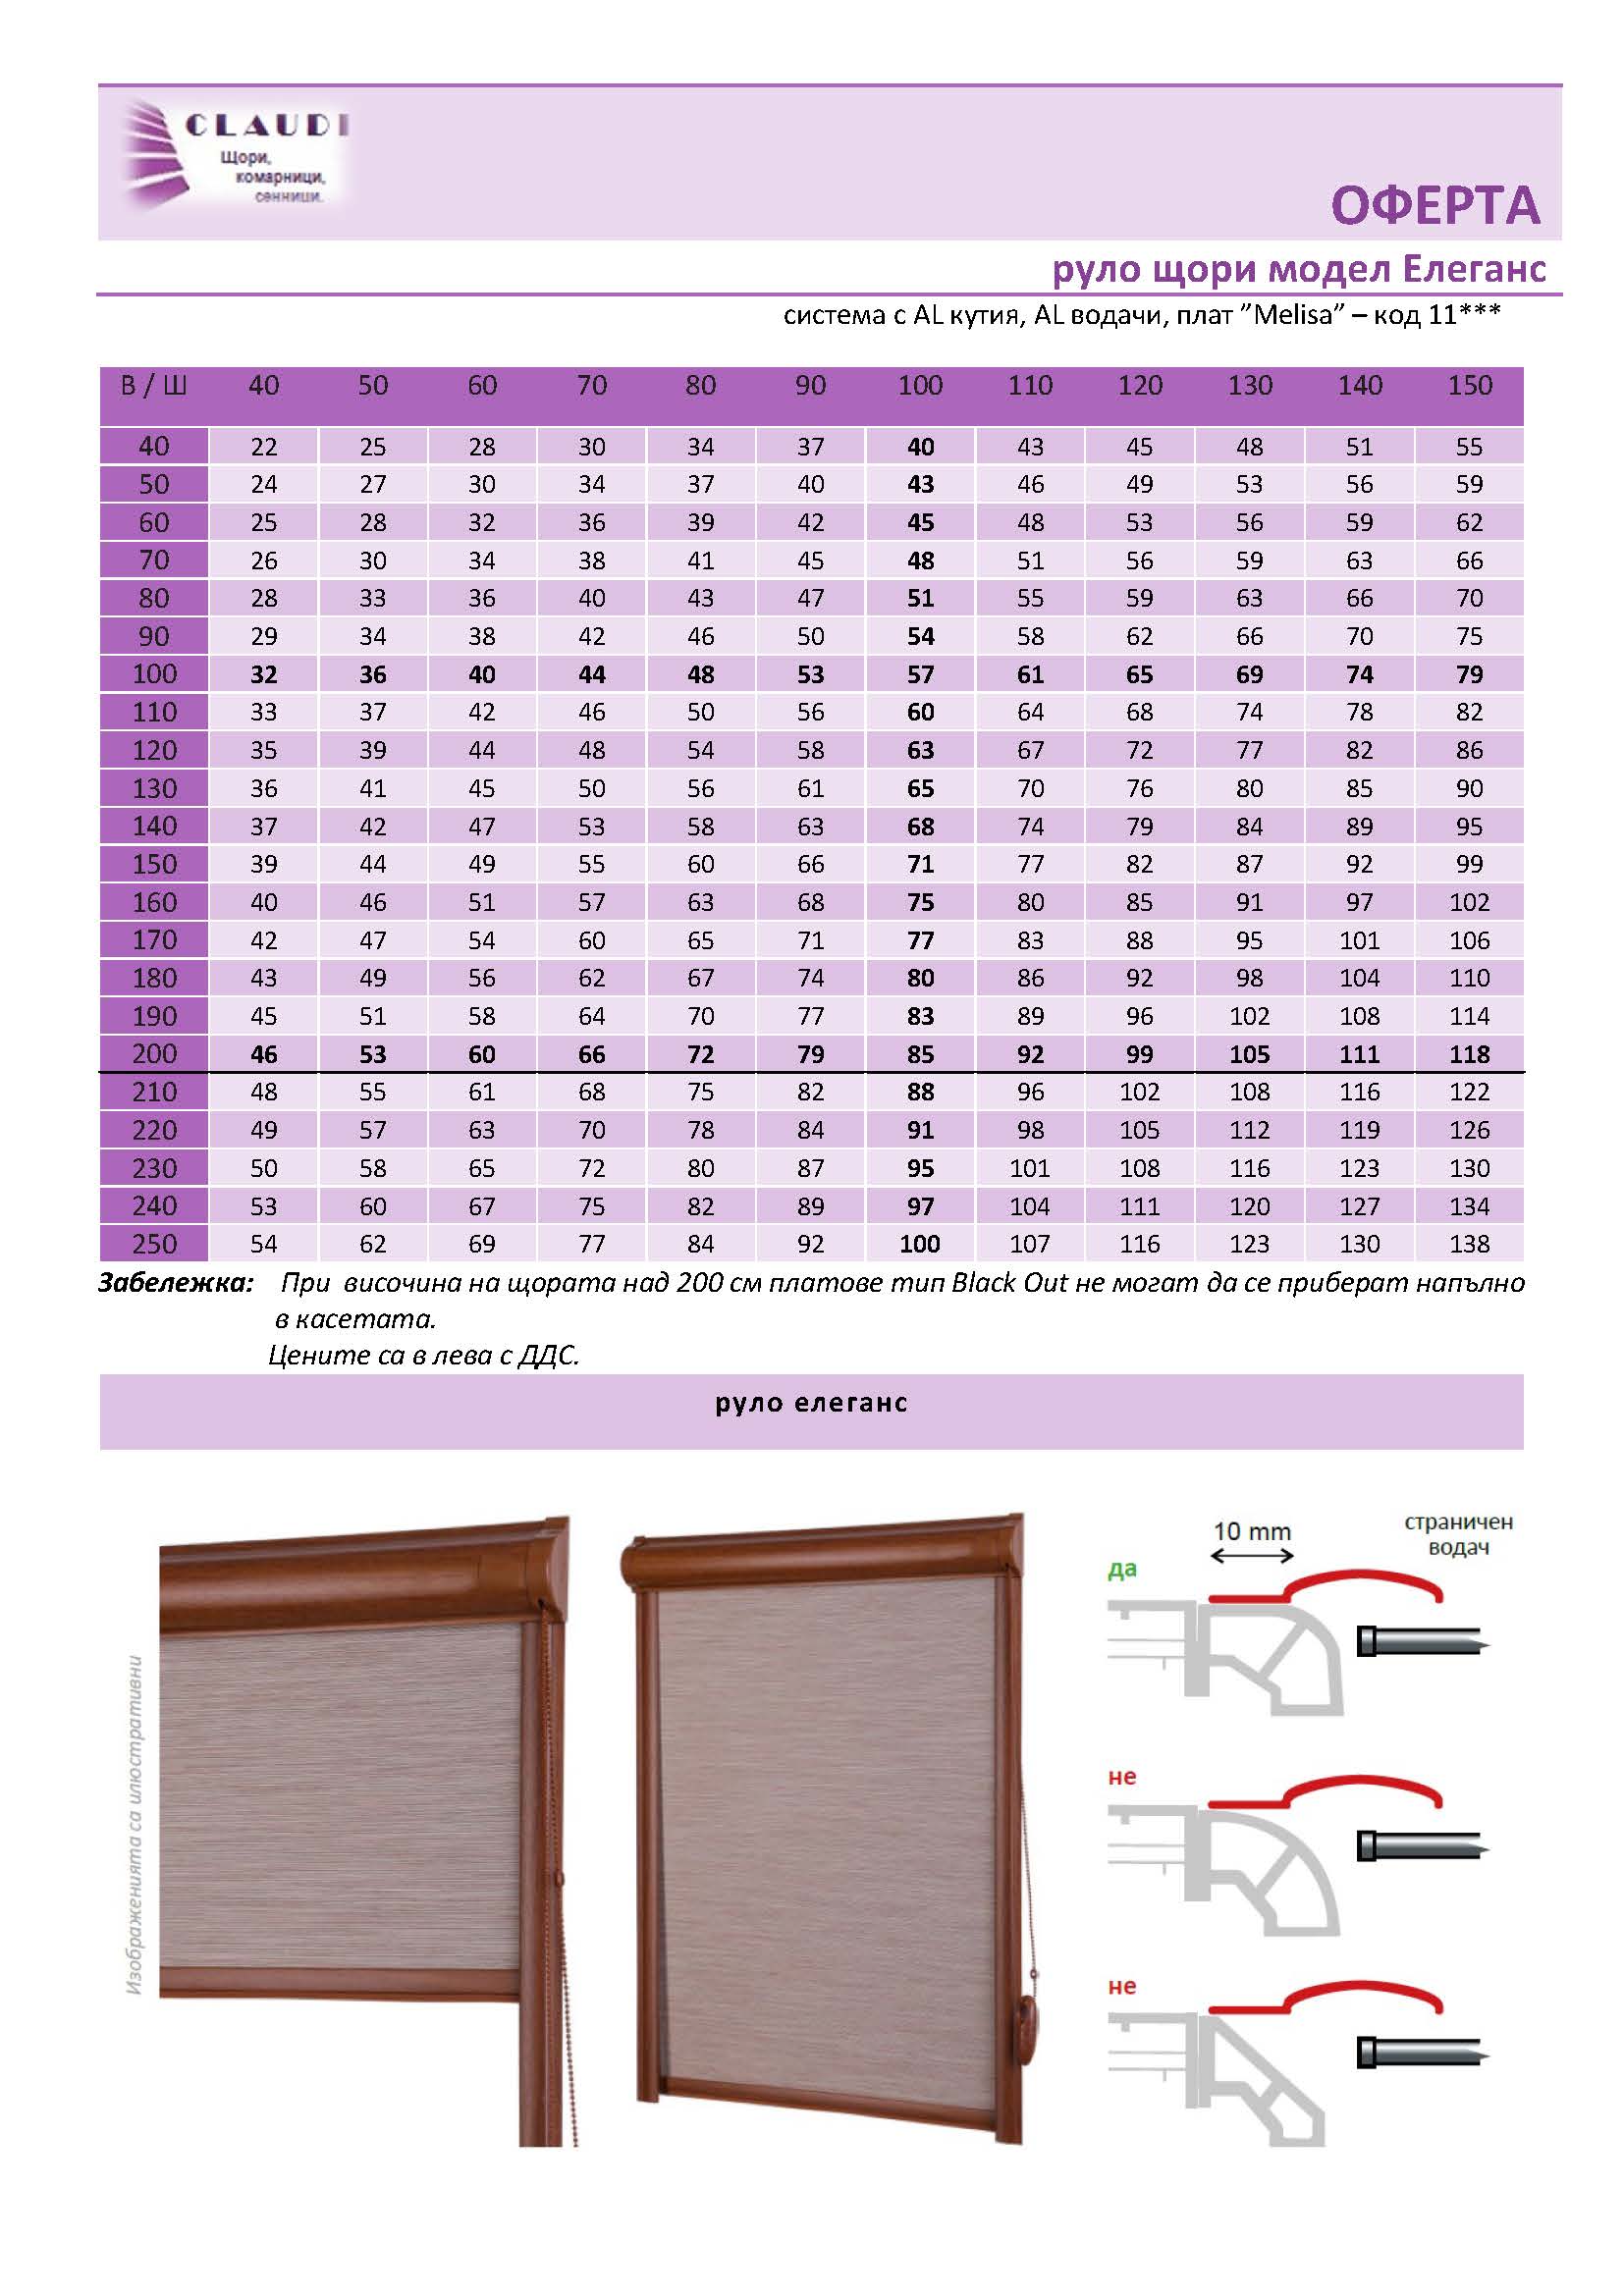 CLAUDI
Щори,
комарници,
сенници.
ОФЕРТА
руло щори модел Елеганс
система с AL кутия, AL водачи, плат ”Melisa” – код 11***
В / Ш 40 50 60 70 80 90 100 110 120 130 140 150
40 22 25 28 30 34 37 40 43 45 48 51 55
50 24 27 30 34 37 40 43 46 49 53 56 59
60 25 28 32 36 39 42 45 48 53 56 59 62
70 26 30 34 38 41 45 48 51 56 59 63 66
80 28 33 36 40 43 47 51 55 59 63 66 70
90 29 34 38 42 46 50 54 58 62 66 70 75
100 32 36 40 44 48 53 57 61 65 69 74 79
110 33 37 42 46 50 56 60 64 68 74 78 82
120 35 39 44 48 54 58 63 67 72 77 82 86
130 36 41 45 50 56 61 65 70 76 80 85 90
140 37 42 47 53 58 63 68 74 79 84 89 95
150 39 44 49 55 60 66 71 77 82 87 92 99
160 40 46 51 57 63 68 75 80 85 91 97 102
170 42 47 54 60 65 71 77 83 88 95 101 106
180 43 49 56 62 67 74 80 86 92 98 104 110
190 45 51 58 64 70 77 83 89 96 102 108 114
200 46 53 60 66 72 79 85 92 99 105 111 118
210 48 55 61 68 75 82 88 96 102 108 116 122
220 49 57 63 70 78 84 91 98 105 112 119 126
230 50 58 65 72 80 87 95 101 108 116 123 130
240 53 60 67 75 82 89 97 104 111 120 127 134
250 54 62 69 77 84 92 100 107 116 123 130 138
Забележка: При височина на щората над 200 см платове тип Black Out не могат да се приберат напълно
в касетата.
Цените са в лева с ДДС.
руло елеганс
Изображенията са илюстративни
10 mm
страничен
водач
да
не
не